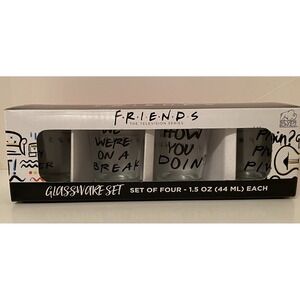 F·R·I·E·N·D·S
THE TELEVISION SERIES
WE
WERE
ON A
BREAK
HOW
YOU
DOIN'
GLASSWARE SET
SET OF FOUR - 1.5 OZ (44 ML) EACH